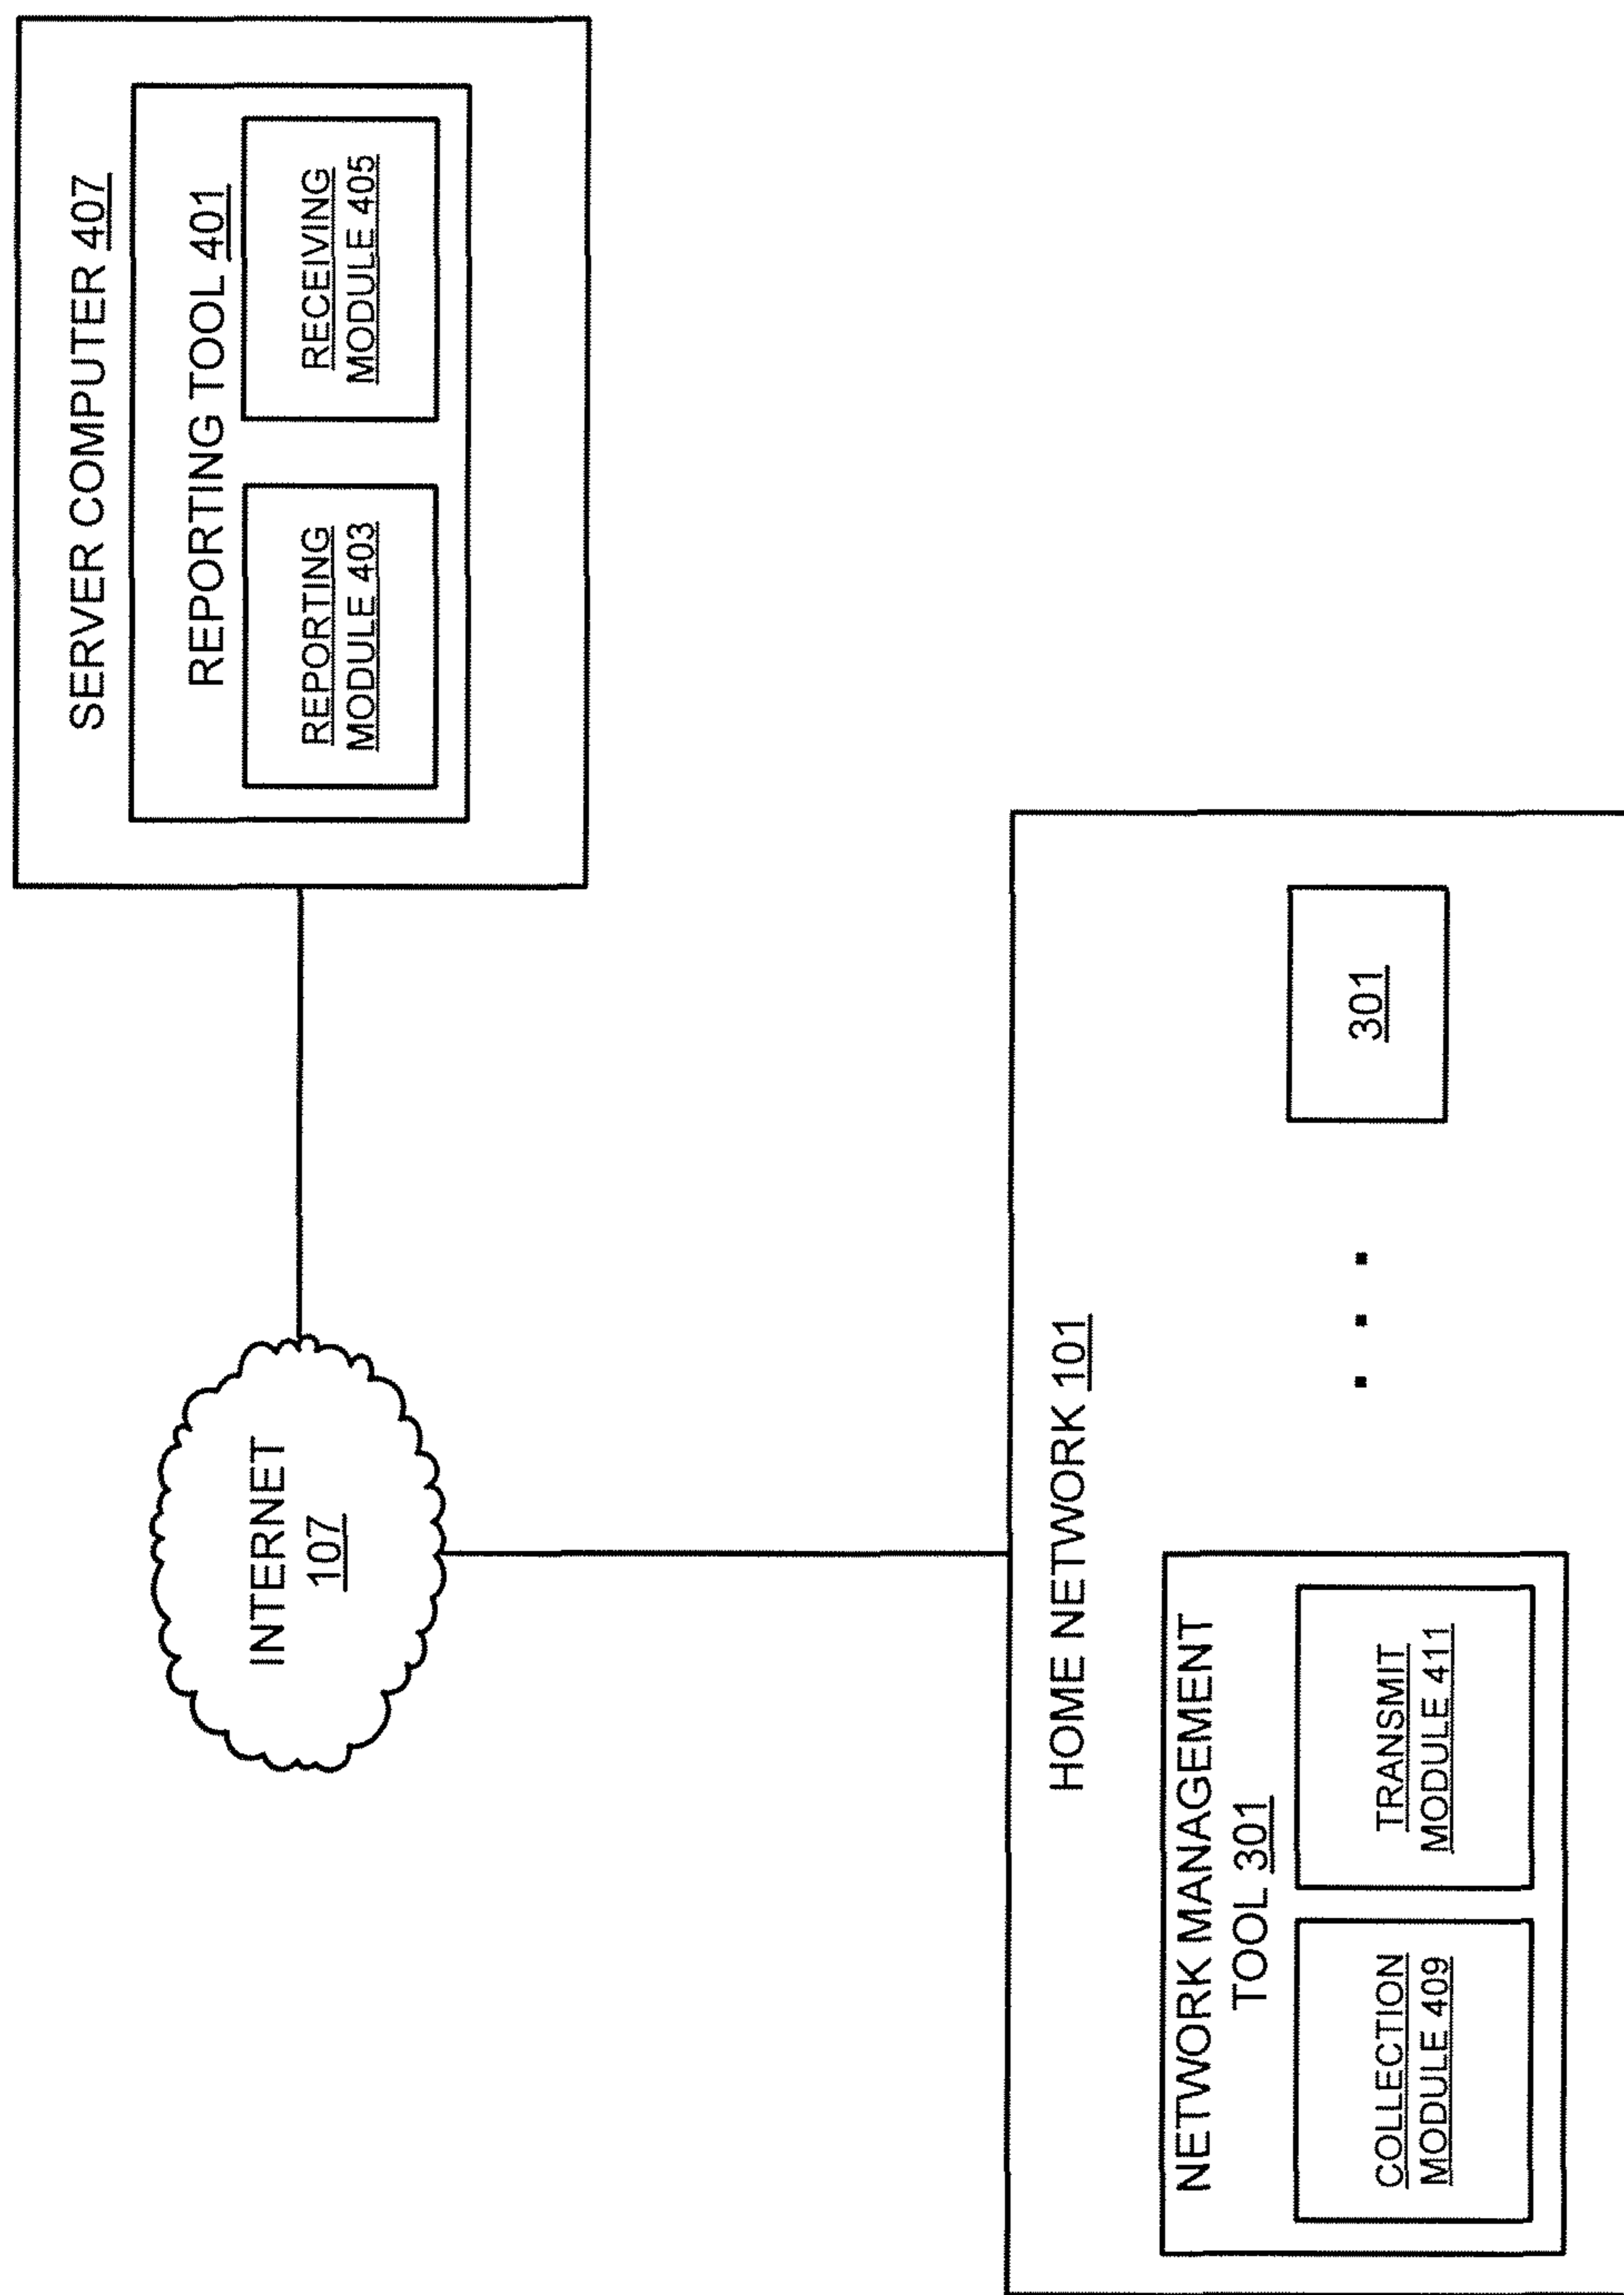 SERVER COMPUTER 407
REPORTING TOOL 401
REPORTING
MODULE 403
RECEIVING
MODULE 405
INTERNET
107
HOME NETWORK 101
NETWORK MANAGEMENT
TOOL 301
COLLECTION
MODULE 409
TRANSMIT
MODULE 411
301